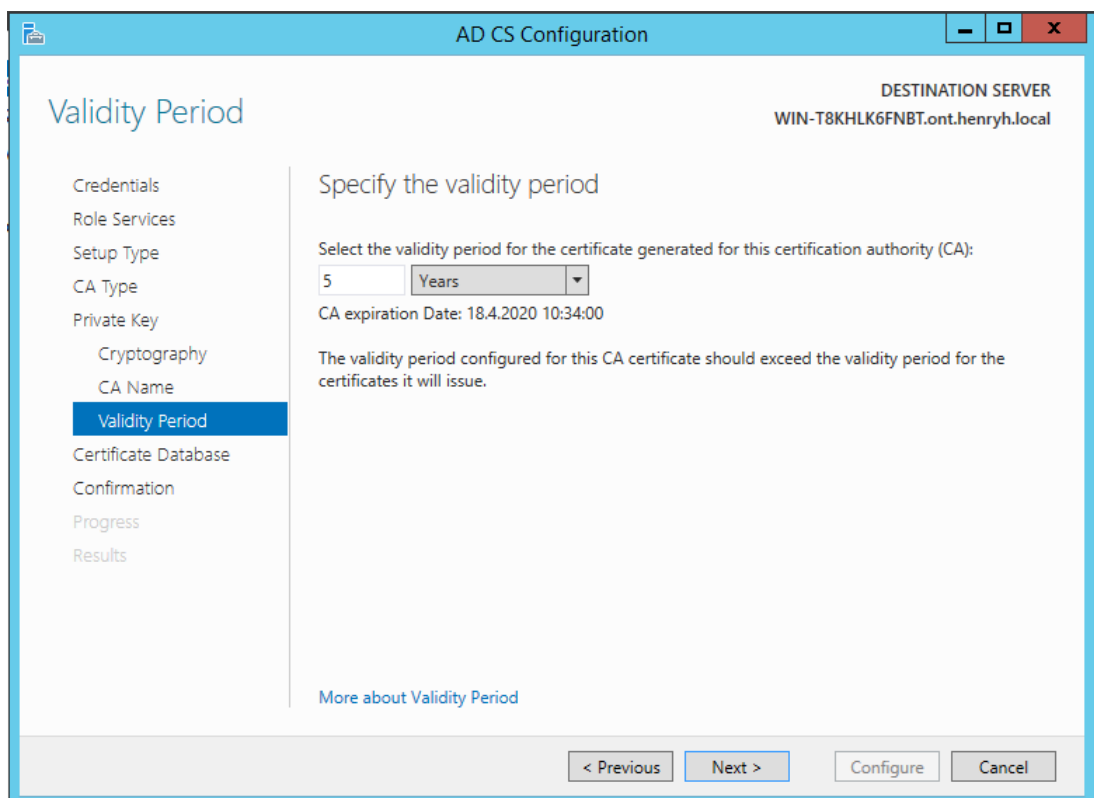 AD CS Configuration
Validity Period
DESTINATION SERVER
WIN-T8KHLK6FNBT.ont.henryh.local
Credentials
Role Services
Setup Type
CA Type
Private Key
Cryptography
CA Name
Validity Period
Certificate Database
Confirmation
Progress
Results
Specify the validity period
Select the validity period for the certificate generated for this certification authority (CA):
5 Years
CA expiration Date: 18.4.2020 10:34:00
The validity period configured for this CA certificate should exceed the validity period for the
certificates it will issue.
More about Validity Period
< Previous Next > Configure Cancel